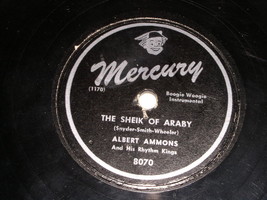 Mercury
(1170)
Boogie Woogie
Instrumental
THE SHEIK OF ARABY
(Snyder-Smith-Wheeler)
ALBERT AMMONS
And His Rhythm Kings
8070